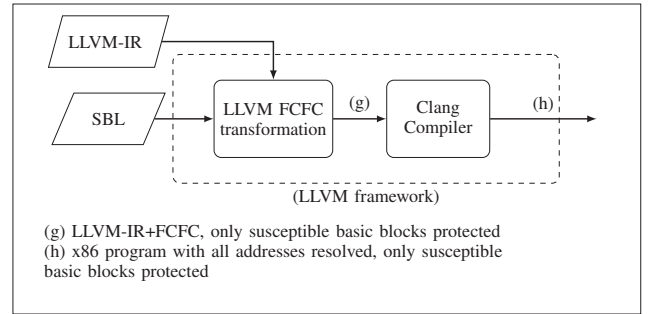 LLVM-IR
SBL
LLVM FCFC
transformation
(g)
Clang
Compiler
(h)
(LLVM framework)
(g) LLVM-IR+FCFC, only susceptible basic blocks protected
(h) x86 program with all addresses resolved, only susceptible
basic blocks protected